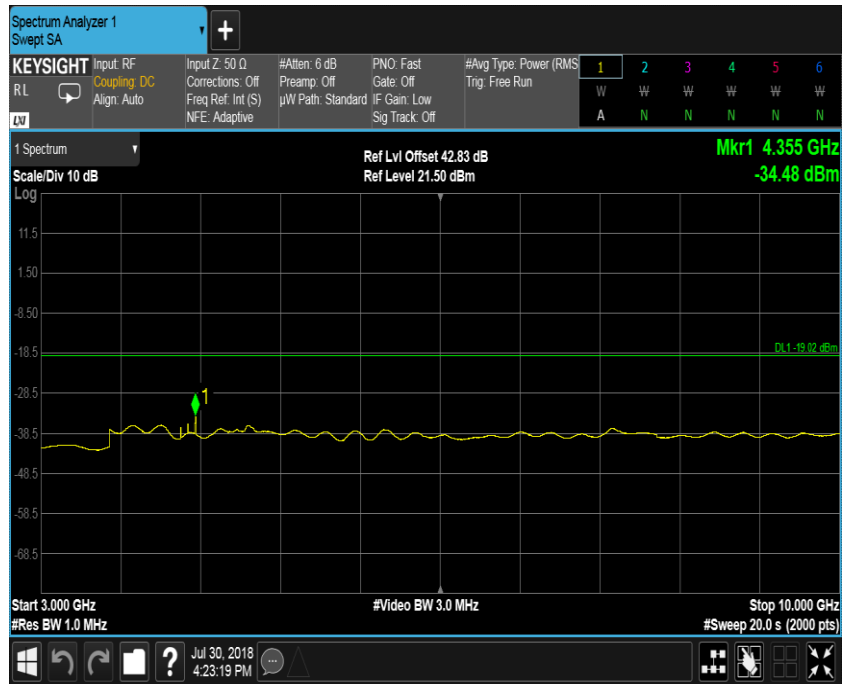 Spectrum Analyzer 1
Swept SA
+
KEYSIGHT
RL
LXI
Input: RF
Coupling: DC
Align: Auto
Input Z: 50 Ω
Corrections: Off
Freq Ref: Int (S)
NFE: Adaptive
#Atten: 6 dB
Preamp: Off
µW Path: Standard
PNO: Fast
Gate: Off
IF Gain: Low
Sig Track: Off
#Avg Type: Power (RMS
Trig: Free Run
1 2 3 4 5 6
W W W W W W
A N N N N N
1 Spectrum
Scale/Div 10 dB
Log
Ref Lvl Offset 42.83 dB
Ref Level 21.50 dBm
Mkr1 4.355 GHz
-34.48 dBm
11.5
1.50
-8.50
-18.5
DL1 -19.02 dBm
-28.5
1
-38.5
-48.5
-58.5
-68.5
Start 3.000 GHz
#Res BW 1.0 MHz
#Video BW 3.0 MHz
Stop 10.000 GHz
#Sweep 20.0 s (2000 pts)
?
Jul 30, 2018
4:23:19 PM